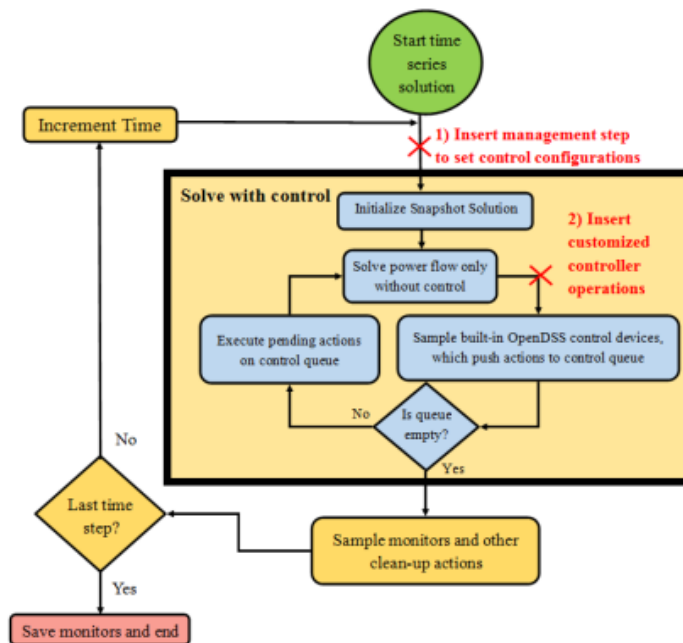 Start time
series
solution
Increment Time
1) Insert management step
to set control configurations
Solve with control
Initialize Snapshot Solution
2) Insert
customized
controller
operations
Solve power flow only
without control
Execute pending actions
on control queue
Sample built-in OpenDSS control devices,
which push actions to control queue
Is queue
empty?
No
Yes
No
Last time
step?
Sample monitors and other
clean-up actions
Yes
Save monitors and end